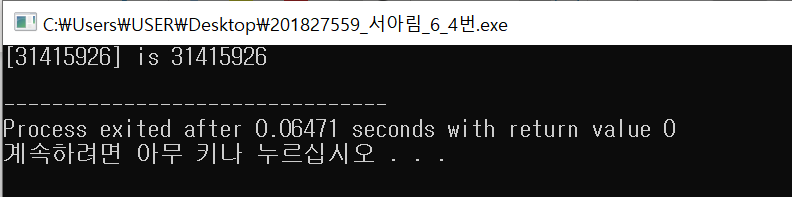 C:₩Users₩USER₩Desktop₩201827559_서아림_6_4번.exe
[31415926] is 31415926
--------------------------------
Process exited after 0.06471 seconds with return value 0
계속하려면 아무 키나 누르십시오 . . .